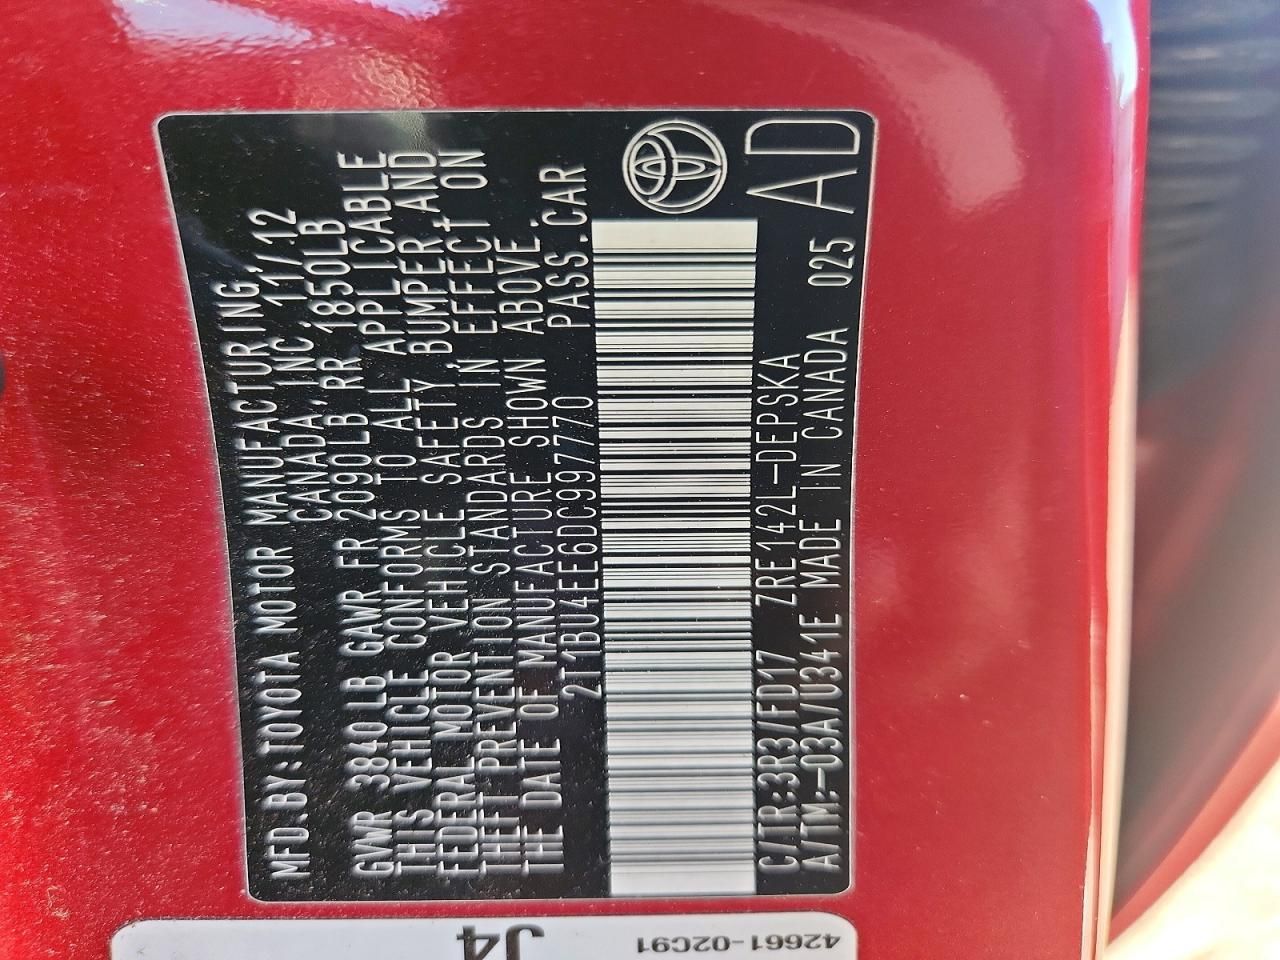 MFD.BY:TOYOTA MOTOR MANUFACTURING,
CANADA, INC. 11/12
GVWR 3840 LB GAWR FR 2090LB RR 1850LB
THIS VEHICLE CONFORMS TO ALL APPLICABLE
FEDERAL MOTOR VEHICLE SAFETY, BUMPER, AND
THEFT PREVENTION STANDARDS IN EFFECT ON
THE DATE OF MANUFACTURE SHOWN ABOVE.
2T1BU4EE6DC997770 PASS.CAR
C/TR:3R3/FD17 ZRE142L-DEPSKA
A/TM:-03A/U341E MADE IN CANADA 025
AD
J4
42661-02C91